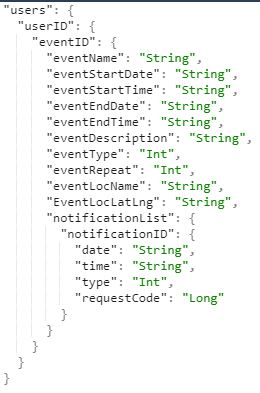 "users": {
"userID": {
"eventID": {
"eventName": "String",
"eventStartDate": "String",
"eventStartTime": "String",
"eventEndDate": "String",
"eventEndTime": "String",
"eventDescription": "String",
"eventType": "Int",
"eventRepeat": "Int",
"eventLocName": "String",
"EventLocLatLng": "String",
"notificationList": {
"notificationID": {
"date": "String",
"time": "String",
"type": "Int",
"requestCode": "Long"
}
}
}
}
}